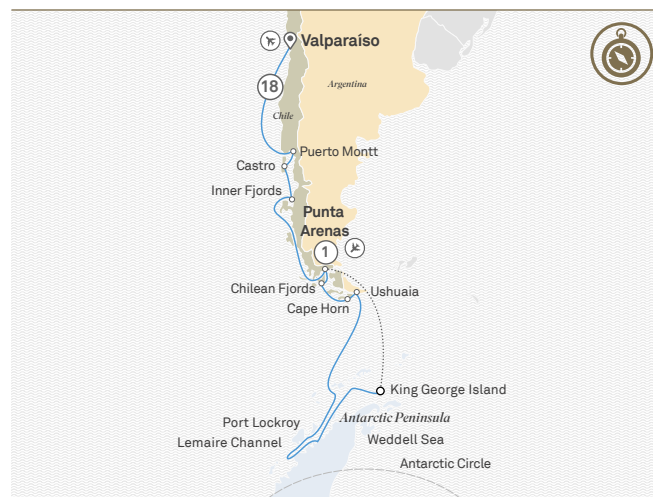 Valparaíso
18
Argentina
Chile
Puerto Montt
Castro
Inner Fjords
Punta
Arenas
1
Chilean Fjords
Ushuaia
Cape Horn
King George Island
Port Lockroy
Antarctic Peninsula
Lemaire Channel
Weddell Sea
Antarctic Circle